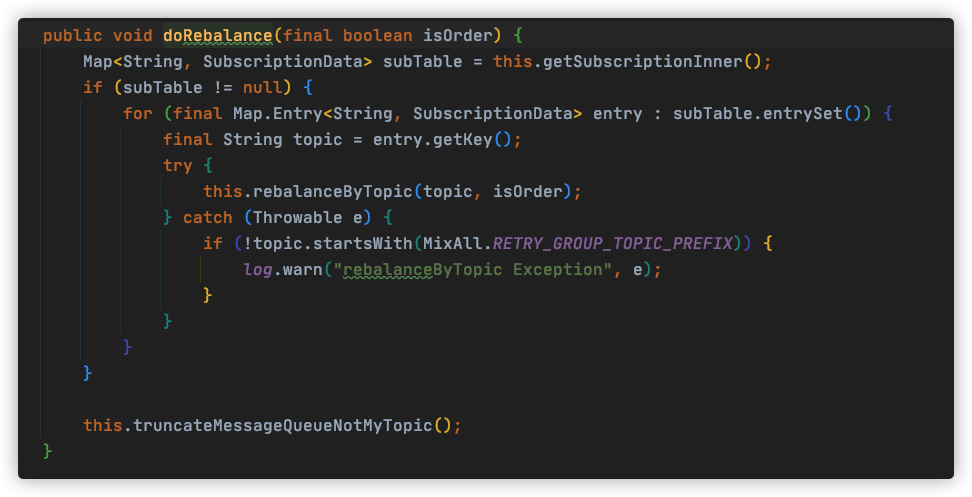 public void doRebalance(final boolean isOrder) {
    Map<String, SubscriptionData> subTable = this.getSubscriptionInner();
    if (subTable != null) {
        for (final Map.Entry<String, SubscriptionData> entry : subTable.entrySet()) {
            final String topic = entry.getKey();
            try {
                this.rebalanceByTopic(topic, isOrder);
            } catch (Throwable e) {
                if (!topic.startsWith(MixAll.RETRY_GROUP_TOPIC_PREFIX)) {
                    log.warn("rebalanceByTopic Exception", e);
                }
            }
        }
    }

    this.truncateMessageQueueNotMyTopic();
}